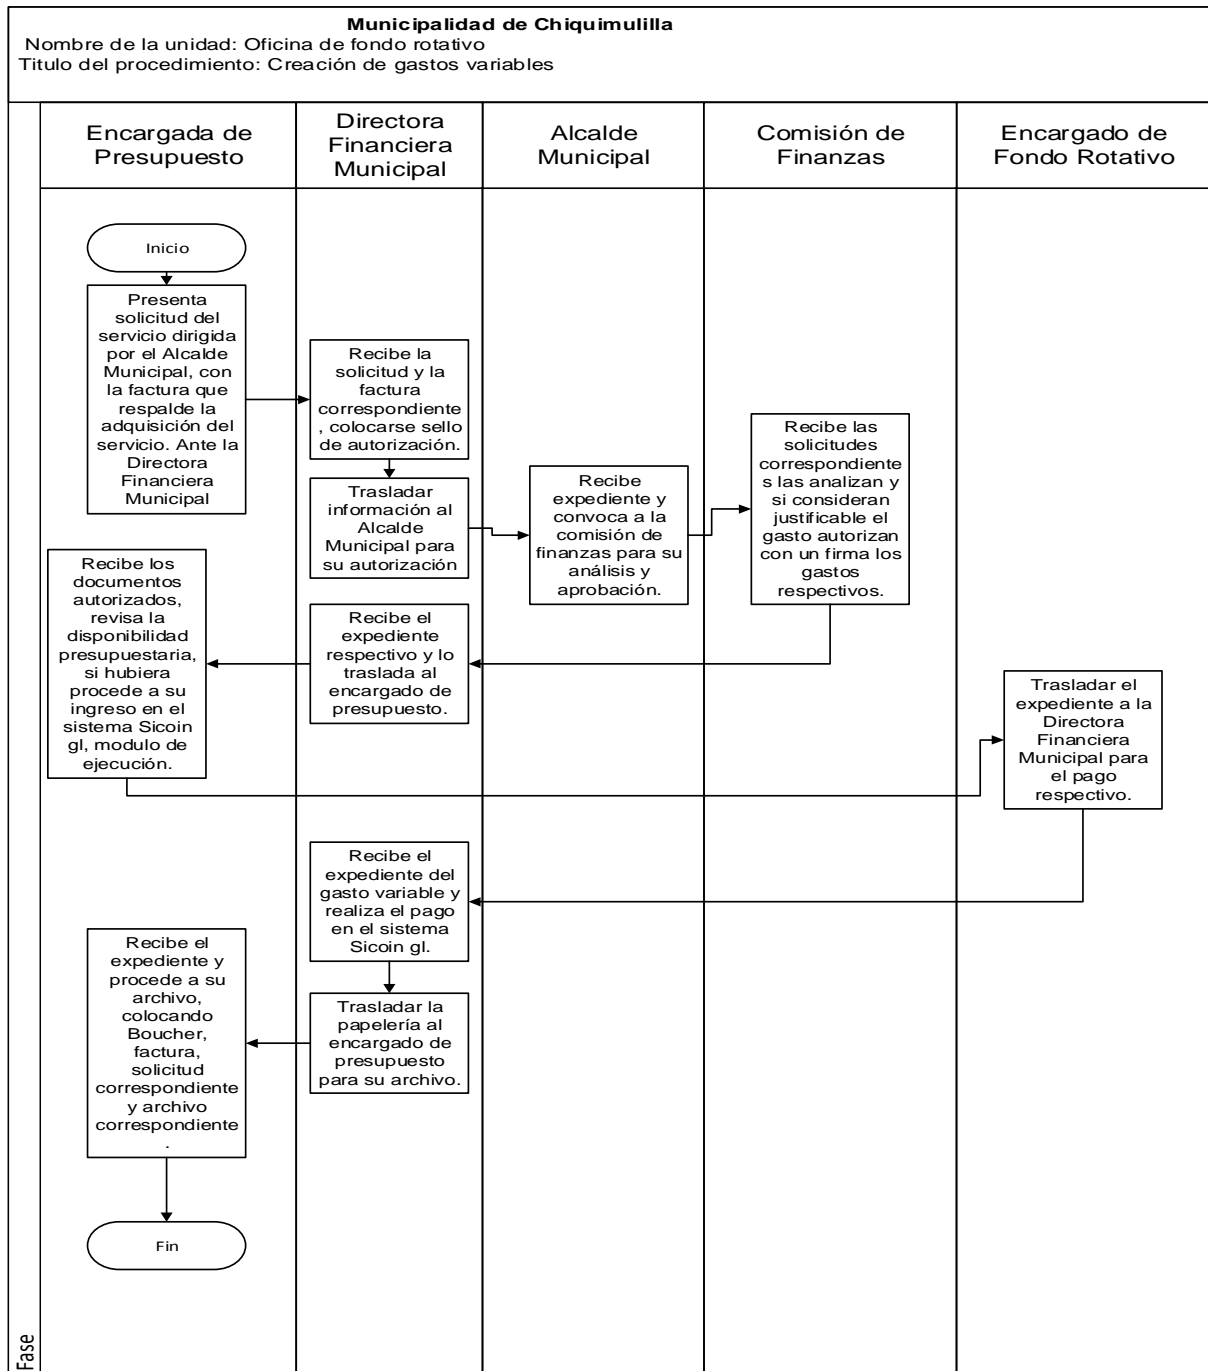 Municipalidad de Chiquimulilla
Nombre de la unidad: Oficina de fondo rotativo
Titulo del procedimiento: Creación de gastos variables
Encargada de
Presupuesto
Directora
Financiera
Municipal
Alcalde
Municipal
Comisión de
Finanzas
Encargado de
Fondo Rotativo
Inicio
Presenta
solicitud del
servicio dirigida
por el Alcalde
Municipal, con
la factura que
respalde la
adquisición del
servicio. Ante la
Directora
Financiera
Municipal
Recibe la
solicitud y la
factura
correspondiente
, colocarse sello
de autorización.
Trasladar
información al
Alcalde
Municipal para
su autorización
Recibe
expediente y
convoca a la
comisión de
finanzas para su
análisis y
aprobación.
Recibe las
solicitudes
correspondiente
s las analizan y
si consideran
justificable el
gasto autorizan
con un firma los
gastos
respectivos.
Recibe el
expediente
respectivo y lo
traslada al
encargado de
presupuesto.
Recibe los
documentos
autorizados,
revisa la
disponibilidad
presupuestaria,
si hubiera
procede a su
ingreso en el
sistema Sicoin
gl, modulo de
ejecución.
Trasladar el
expediente a la
Directora
Financiera
Municipal para
el pago
respectivo.
Recibe el
expediente del
gasto variable y
realiza el pago
en el sistema
Sicoin gl.
Trasladar la
papelería al
encargado de
presupuesto
para su archivo.
Recibe el
expediente y
procede a su
archivo,
colocando
Boucher,
factura,
solicitud
correspondiente
y archivo
correspondiente
.
Fin
Fase